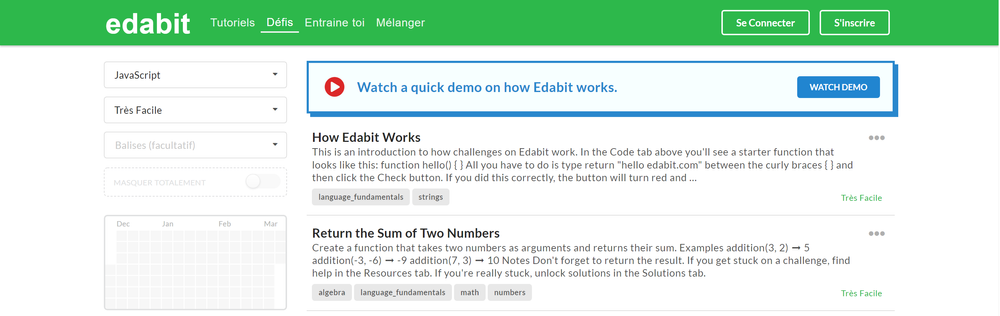 edabit Tutoriels Défis Entraine toi Mélanger Se Connecter S'inscrire
JavaScript
Très Facile
Balises (facultatif)
MASQUER TOTALEMENT
Dec Jan Feb Mar
Watch a quick demo on how Edabit works. WATCH DEMO
How Edabit Works
This is an introduction to how challenges on Edabit work. In the Code tab above you'll see a starter function that
looks like this: function hello() { } All you have to do is type return "hello edabit.com" between the curly braces { } and
then click the Check button. If you did this correctly, the button will turn red and ...
language_fundamentals strings Très Facile
Return the Sum of Two Numbers
Create a function that takes two numbers as arguments and returns their sum. Examples addition(3, 2) ➞ 5
addition(-3, -6) ➞ -9 addition(7, 3) ➞ 10 Notes Don't forget to return the result. If you get stuck on a challenge, find
help in the Resources tab. If you're really stuck, unlock solutions in the Solutions tab.
algebra language_fundamentals math numbers Très Facile